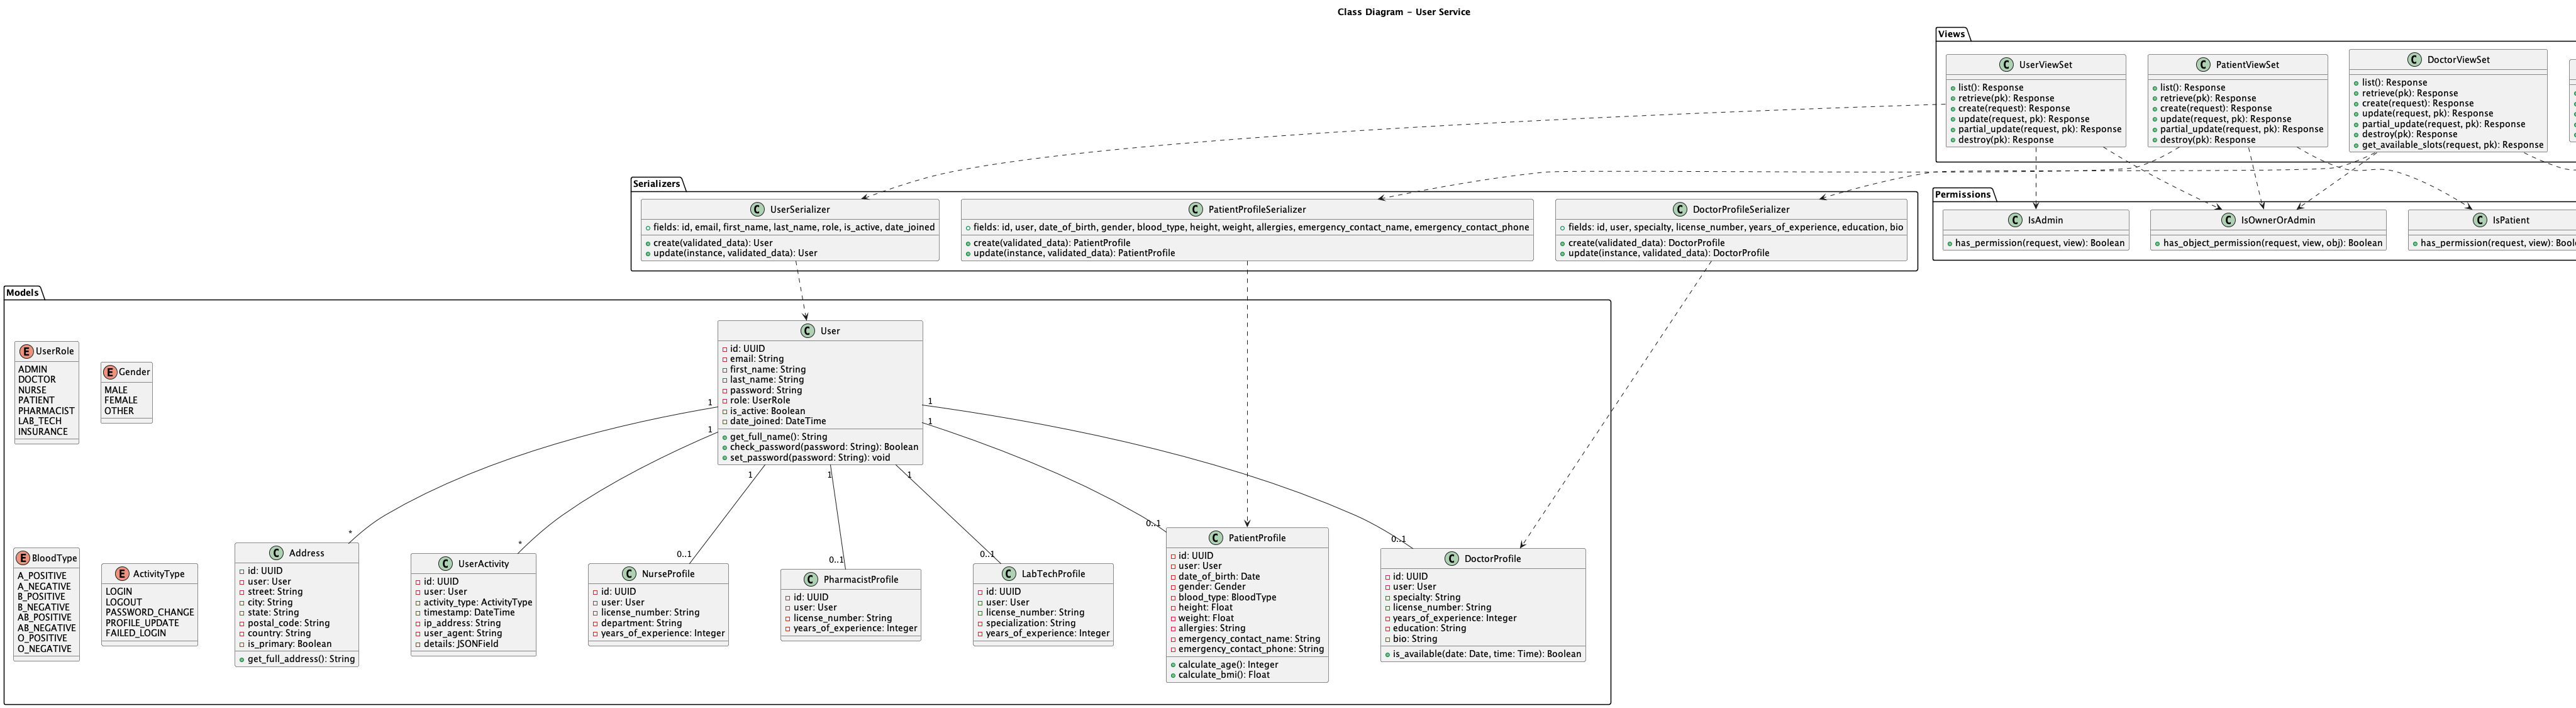 Class Diagram – User Service
Views
UserViewSet
list(): Response
retrieve(pk): Response
create(request): Response
update(request, pk): Response
partial_update(request, pk): Response
destroy(pk): Response
PatientViewSet
list(): Response
retrieve(pk): Response
create(request): Response
update(request, pk): Response
partial_update(request, pk): Response
destroy(pk): Response
DoctorViewSet
list(): Response
retrieve(pk): Response
create(request): Response
update(request, pk): Response
partial_update(request, pk): Response
destroy(pk): Response
get_available_slots(request, pk): Response
Serializers
UserSerializer
fields: id, email, first_name, last_name, role, is_active, date_joined
create(validated_data): User
update(instance, validated_data): User
PatientProfileSerializer
fields: id, user, date_of_birth, gender, blood_type, height, weight, allergies, emergency_contact_name, emergency_contact_phone
create(validated_data): PatientProfile
update(instance, validated_data): PatientProfile
DoctorProfileSerializer
fields: id, user, specialty, license_number, years_of_experience, education, bio
create(validated_data): DoctorProfile
update(instance, validated_data): DoctorProfile
Permissions
IsAdmin
has_permission(request, view): Boolean
IsOwnerOrAdmin
has_object_permission(request, view, obj): Boolean
IsPatient
has_permission(request, view):
Models
UserRole
ADMIN
DOCTOR
NURSE
PATIENT
PHARMACIST
LAB_TECH
INSURANCE
Gender
MALE
FEMALE
OTHER
User
id: UUID
email: String
first_name: String
last_name: String
password: String
role: UserRole
is_active: Boolean
date_joined: DateTime
get_full_name(): String
check_password(password: String): Boolean
set_password(password: String): void
1
1
1
1
1
1
1
*
*
0..1
0..1
0..1
0..1
0..1
BloodType
A_POSITIVE
A_NEGATIVE
B_POSITIVE
B_NEGATIVE
AB_POSITIVE
AB_NEGATIVE
O_POSITIVE
O_NEGATIVE
ActivityType
LOGIN
LOGOUT
PASSWORD_CHANGE
PROFILE_UPDATE
FAILED_LOGIN
Address
id: UUID
user: User
street: String
city: String
state: String
postal_code: String
country: String
is_primary: Boolean
get_full_address(): String
UserActivity
id: UUID
user: User
activity_type: ActivityType
timestamp: DateTime
ip_address: String
user_agent: String
details: JSONField
NurseProfile
id: UUID
user: User
license_number: String
department: String
years_of_experience: Integer
PharmacistProfile
id: UUID
user: User
license_number: String
years_of_experience: Integer
LabTechProfile
id: UUID
user: User
license_number: String
specialization: String
years_of_experience: Integer
PatientProfile
id: UUID
user: User
date_of_birth: Date
gender: Gender
blood_type: BloodType
height: Float
weight: Float
allergies: String
emergency_contact_name: String
emergency_contact_phone: String
calculate_age(): Integer
calculate_bmi(): Float
DoctorProfile
id: UUID
user: User
specialty: String
license_number: String
years_of_experience: Integer
education: String
bio: String
is_available(date: Date, time: Time): Boolean